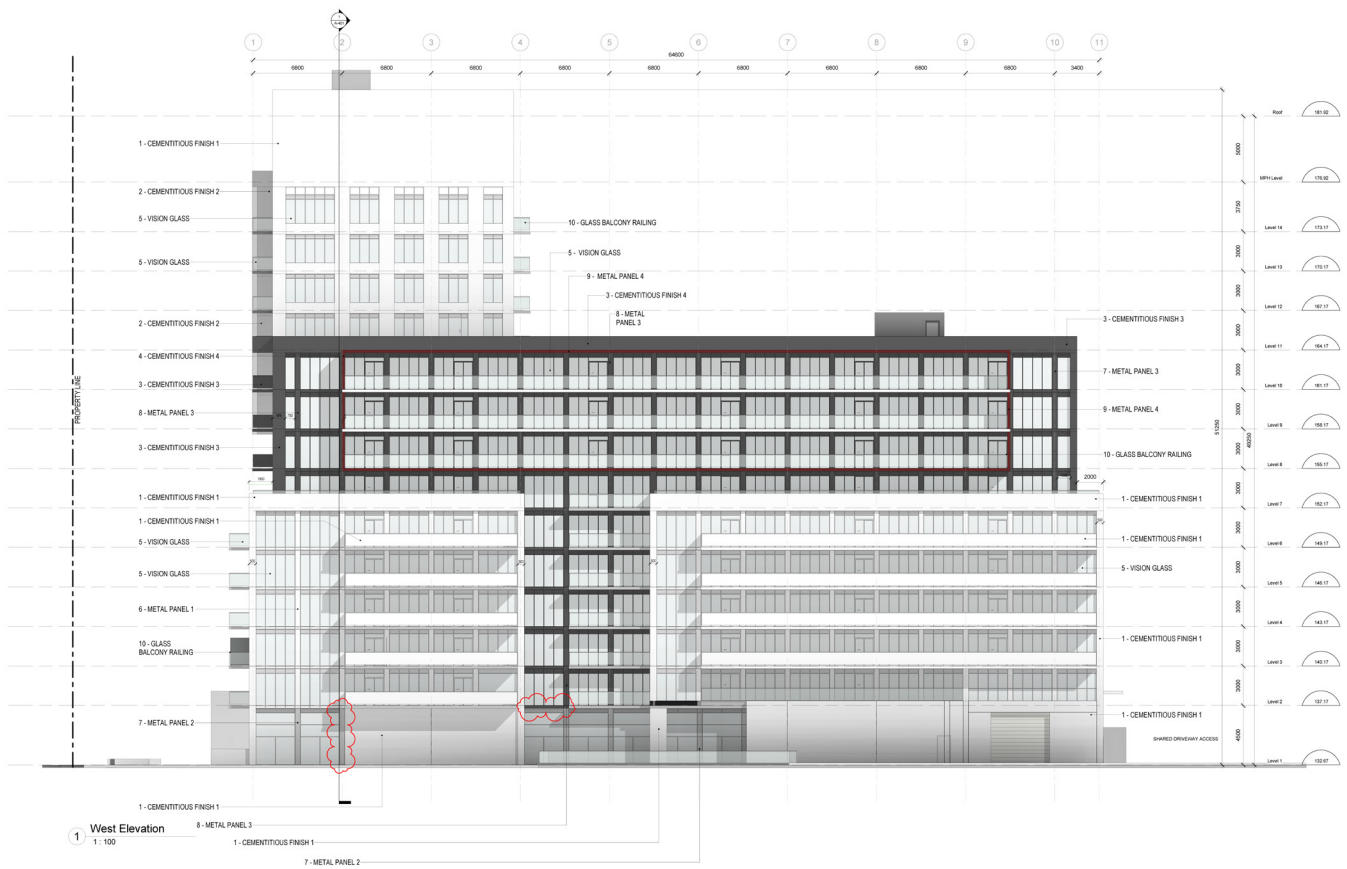 1
A-401
1
2
3
4
5
6
7
8
9
10
11
64600
6800
6800
6800
6800
6800
6800
6800
6800
6800
3400
1 - CEMENTITIOUS FINISH 1
2 - CEMENTITIOUS FINISH 2
5 - VISION GLASS
5 - VISION GLASS
2 - CEMENTITIOUS FINISH 2
4 - CEMENTITIOUS FINISH 4
3 - CEMENTITIOUS FINISH 3
8 - METAL PANEL 3
3 - CEMENTITIOUS FINISH 3
1 - CEMENTITIOUS FINISH 1
1 - CEMENTITIOUS FINISH 1
5 - VISION GLASS
5 - VISION GLASS
6 - METAL PANEL 1
10 - GLASS
BALCONY RAILING
7 - METAL PANEL 2
PROPERTY LINE
10 - GLASS BALCONY RAILING
5 - VISION GLASS
9 - METAL PANEL 4
3 - CEMENTITIOUS FINISH 4
8 - METAL
PANEL 3
3 - CEMENTITIOUS FINISH 3
7 - METAL PANEL 3
9 - METAL PANEL 4
10 - GLASS BALCONY RAILING
2000
1 - CEMENTITIOUS FINISH 1
1 - CEMENTITIOUS FINISH 1
5 - VISION GLASS
1 - CEMENTITIOUS FINISH 1
1 - CEMENTITIOUS FINISH 1
SHARED DRIVEWAY ACCESS
51250
49250
5000
3750
3000
3000
3000
3000
3000
3000
3000
3000
3000
3000
3000
3000
3000
4500
Roof 181.92
MPH Level 176.92
Level 14 173.17
Level 13 170.17
Level 12 167.17
Level 11 164.17
Level 10 161.17
Level 9 158.17
Level 8 155.17
Level 7 152.17
Level 6 149.17
Level 5 146.17
Level 4 143.17
Level 3 140.17
Level 2 137.17
Level 1 132.67
1 - CEMENTITIOUS FINISH 1
8 - METAL PANEL 3
1 - CEMENTITIOUS FINISH 1
7 - METAL PANEL 2
1 West Elevation
1 : 100